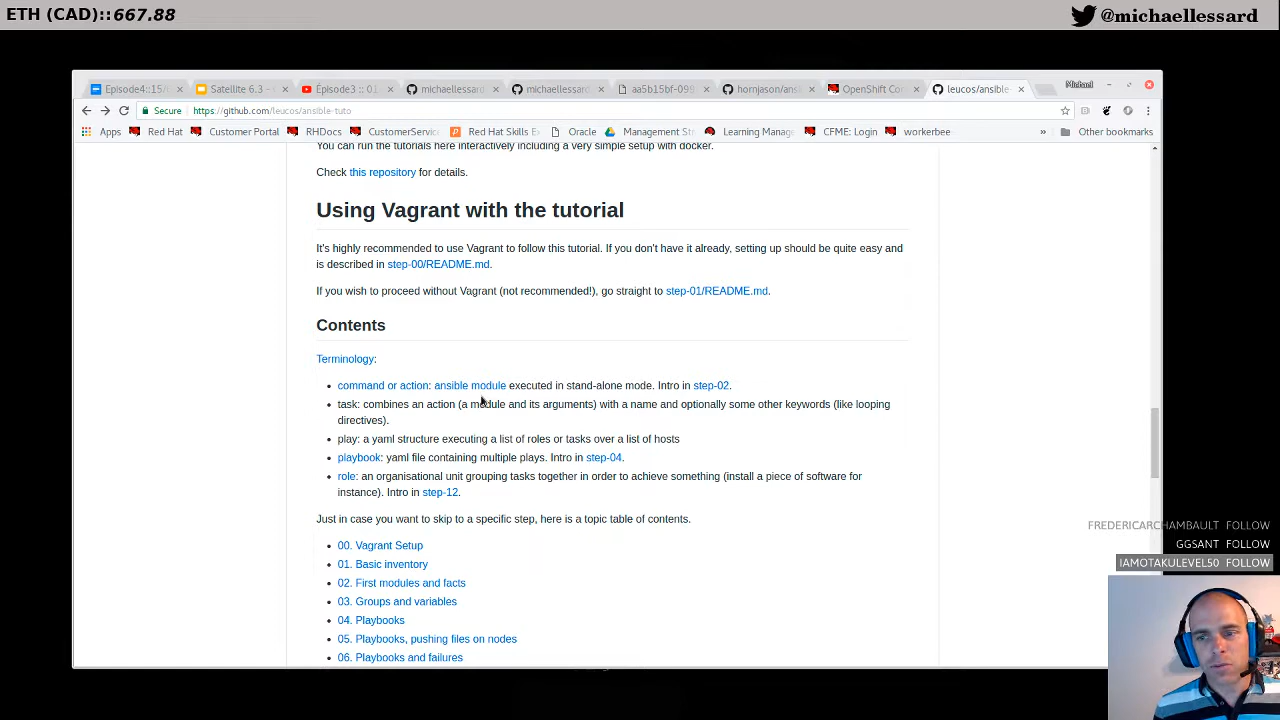 ETH (CAD)::667.88
@michaellessard
Episode4::15/
Satellite 6.3 -
Épisode3 ::
michaellessard
michaellessard
aa5b15bf-099
hornjason/ans
OpenShift Co
leucos/ansible-
Michael
Secure
https://github.com/leucos/ansible-tuto
Apps
Red Hat
Customer Portal
RHDocs
CustomerServic
Red Hat Skills E
Oracle
Management St
Learning Manag
CFME: Login
workerbee
»
Other bookmarks
You can run the tutorials here interactively including a very simple setup with docker.
Check this repository for details.
Using Vagrant with the tutorial
It's highly recommended to use Vagrant to follow this tutorial. If you don't have it already, setting up should be quite easy and
is described in step-00/README.md.
If you wish to proceed without Vagrant (not recommended!), go straight to step-01/README.md.
Contents
Terminology:
• command or action: ansible module executed in stand-alone mode. Intro in step-02.
• task: combines an action (a module and its arguments) with a name and optionally some other keywords (like looping
directives).
• play: a yaml structure executing a list of roles or tasks over a list of hosts
• playbook: yaml file containing multiple plays. Intro in step-04.
• role: an organisational unit grouping tasks together in order to achieve something (install a piece of software for
instance). Intro in step-12.
Just in case you want to skip to a specific step, here is a topic table of contents.
• 00. Vagrant Setup
• 01. Basic inventory
• 02. First modules and facts
• 03. Groups and variables
• 04. Playbooks
• 05. Playbooks, pushing files on nodes
• 06. Playbooks and failures
FREDERICARCHAMBAULT FOLLOW
GGSANT FOLLOW
IAMOTAKULEVEL50 FOLLOW